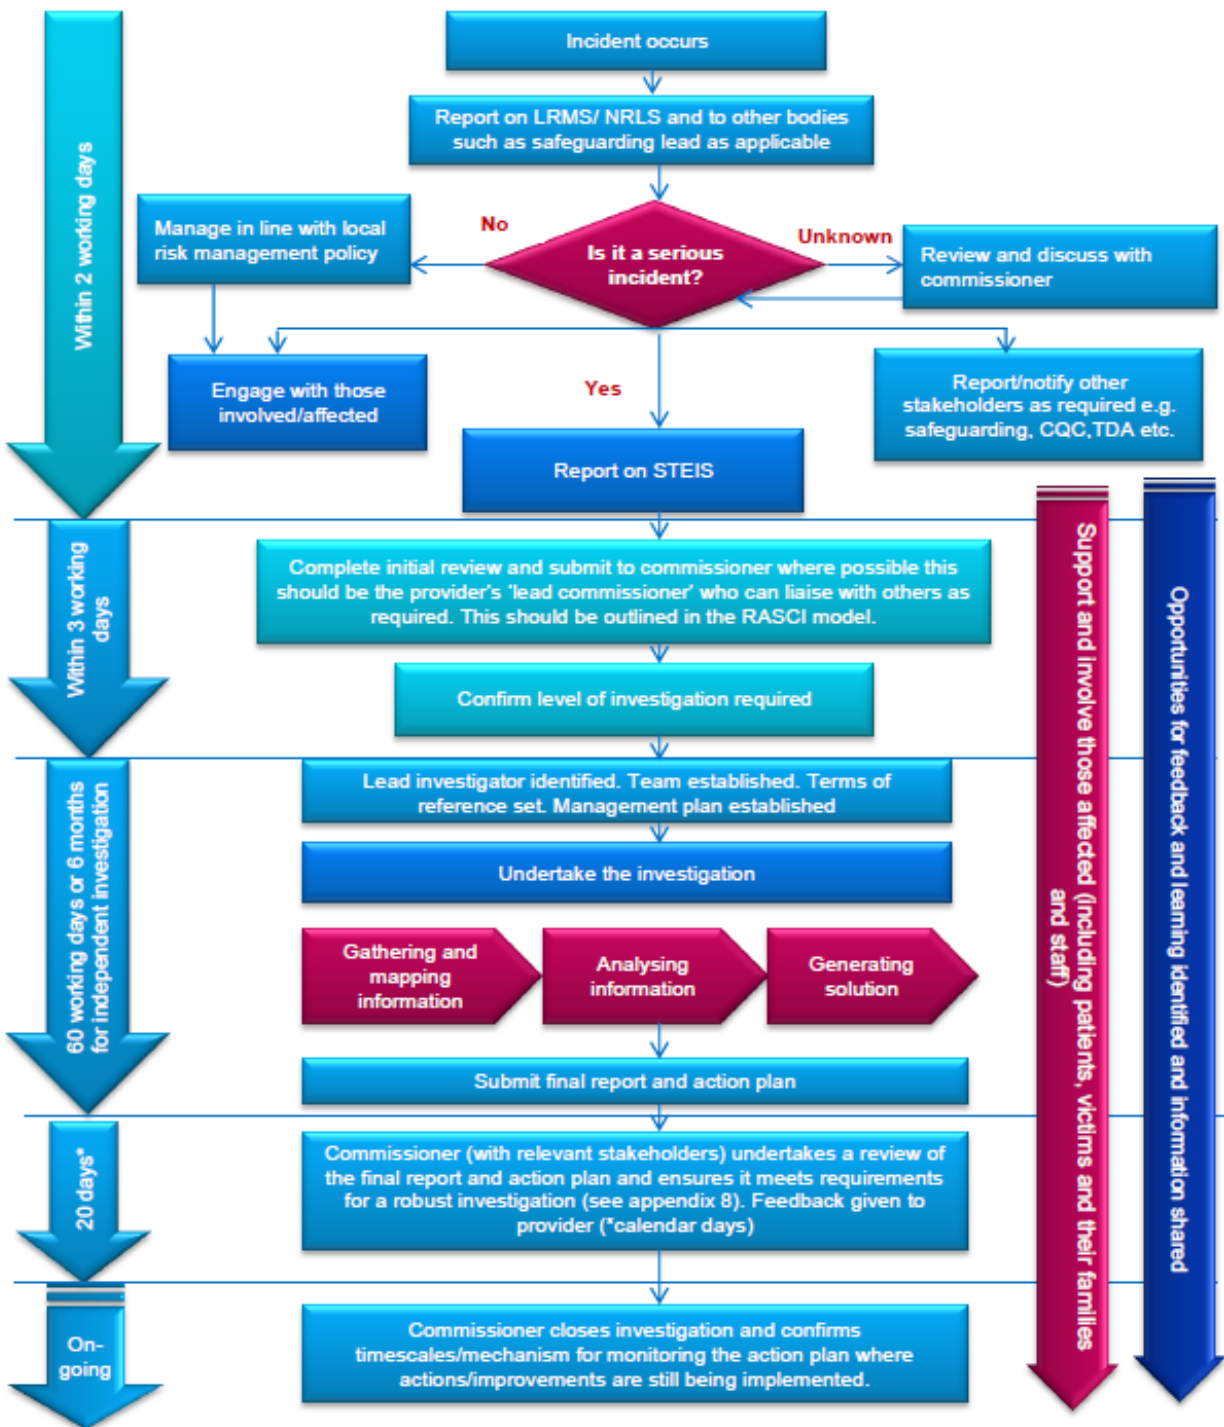 Incident occurs
Report on LRMS/ NRLS and to other bodies
such as safeguarding lead as applicable
Within 2 working days
Manage in line with local
risk management policy
No
Is it a serious
incident?
Unknown
Review and discuss with
commissioner
Engage with those
involved/affected
Yes
Report/notify other
stakeholders as required e.g.
safeguarding, CQC,TDA etc.
Report on STEIS
Within 3 working
days
Complete initial review and submit to commissioner where possible this
should be the provider's 'lead commissioner' who can liaise with others as
required. This should be outlined in the RASCI model.
Confirm level of investigation required
60 working days or 6 months
for independent investigation
Lead investigator identified. Team established. Terms of
reference set. Management plan established
Undertake the investigation
Gathering and
mapping
information
Analysing
information
Generating
solution
Submit final report and action plan
20 days*
Commissioner (with relevant stakeholders) undertakes a review of
the final report and action plan and ensures it meets requirements
for a robust investigation (see appendix 8). Feedback given to
provider (*calendar days)
On-
going
Commissioner closes investigation and confirms
timescales/mechanism for monitoring the action plan where
actions/improvements are still being implemented.
Support and involve those affected (including patients, victims and their families
and staff)
Opportunities for feedback and learning identified and information shared